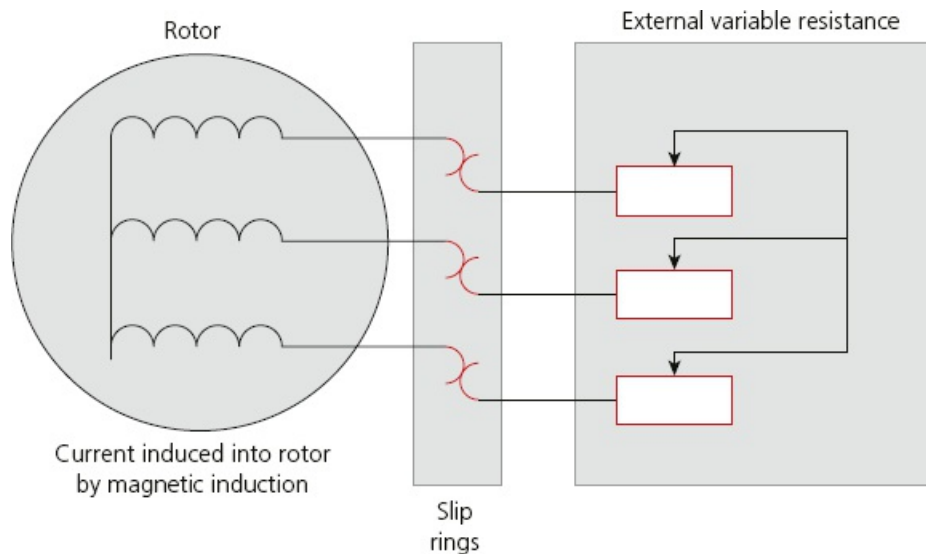 Rotor
External variable resistance
Current induced into rotor
by magnetic induction
Slip
rings